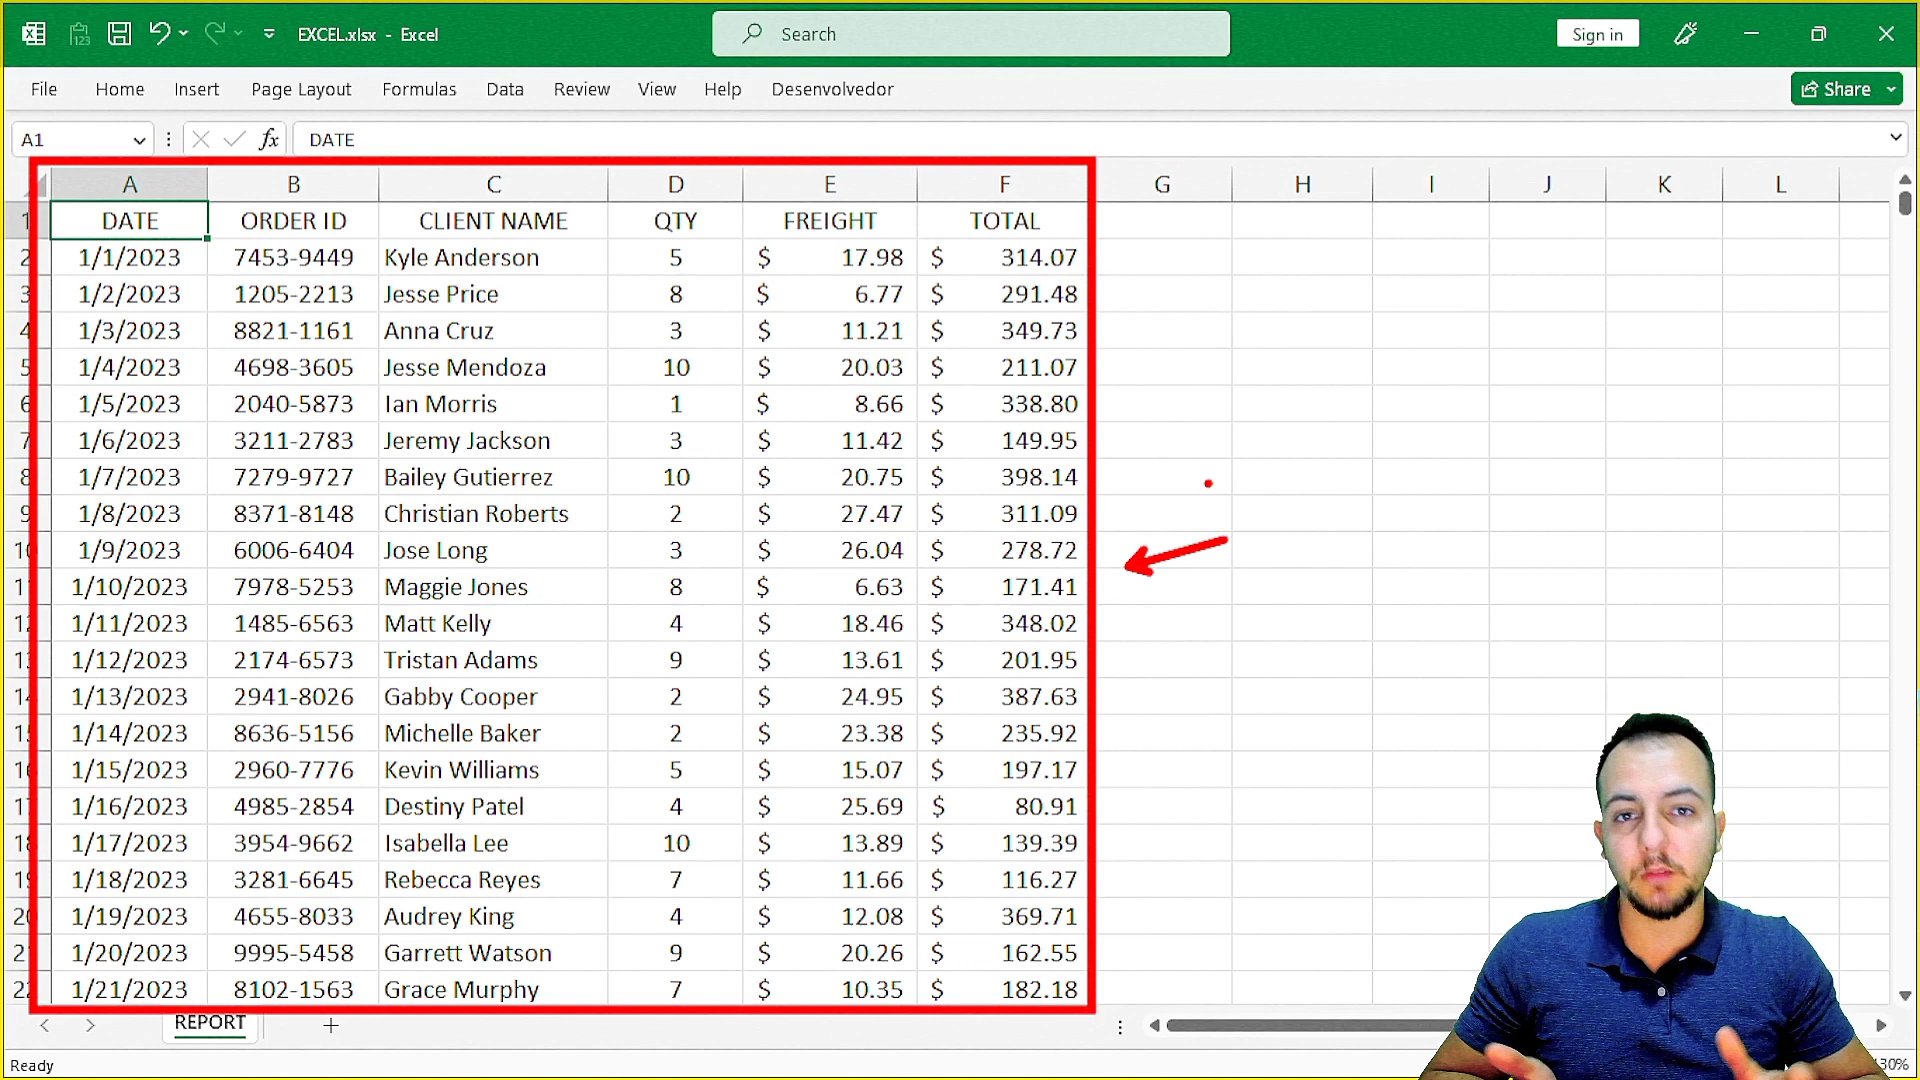 EXCEL.xlsx - Excel Search Sign in
File Home Insert Page Layout Formulas Data Review View Help Desenvolvedor Share
A1 fx DATE
A B C D E F G H I J K L
1 DATE ORDER ID CLIENT NAME QTY FREIGHT TOTAL
2 1/1/2023 7453-9449 Kyle Anderson 5 $ 17.98 $ 314.07
3 1/2/2023 1205-2213 Jesse Price 8 $ 6.77 $ 291.48
4 1/3/2023 8821-1161 Anna Cruz 3 $ 11.21 $ 349.73
5 1/4/2023 4698-3605 Jesse Mendoza 10 $ 20.03 $ 211.07
6 1/5/2023 2040-5873 Ian Morris 1 $ 8.66 $ 338.80
7 1/6/2023 3211-2783 Jeremy Jackson 3 $ 11.42 $ 149.95
8 1/7/2023 7279-9727 Bailey Gutierrez 10 $ 20.75 $ 398.14
9 1/8/2023 8371-8148 Christian Roberts 2 $ 27.47 $ 311.09
10 1/9/2023 6006-6404 Jose Long 3 $ 26.04 $ 278.72
11 1/10/2023 7978-5253 Maggie Jones 8 $ 6.63 $ 171.41
12 1/11/2023 1485-6563 Matt Kelly 4 $ 18.46 $ 348.02
13 1/12/2023 2174-6573 Tristan Adams 9 $ 13.61 $ 201.95
14 1/13/2023 2941-8026 Gabby Cooper 2 $ 24.95 $ 387.63
15 1/14/2023 8636-5156 Michelle Baker 2 $ 23.38 $ 235.92
16 1/15/2023 2960-7776 Kevin Williams 5 $ 15.07 $ 197.17
17 1/16/2023 4985-2854 Destiny Patel 4 $ 25.69 $ 80.91
18 1/17/2023 3954-9662 Isabella Lee 10 $ 13.89 $ 139.39
19 1/18/2023 3281-6645 Rebecca Reyes 7 $ 11.66 $ 116.27
20 1/19/2023 4655-8033 Audrey King 4 $ 12.08 $ 369.71
21 1/20/2023 9995-5458 Garrett Watson 9 $ 20.26 $ 162.55
22 1/21/2023 8102-1563 Grace Murphy 7 $ 10.35 $ 182.18
REPORT
Ready 130%